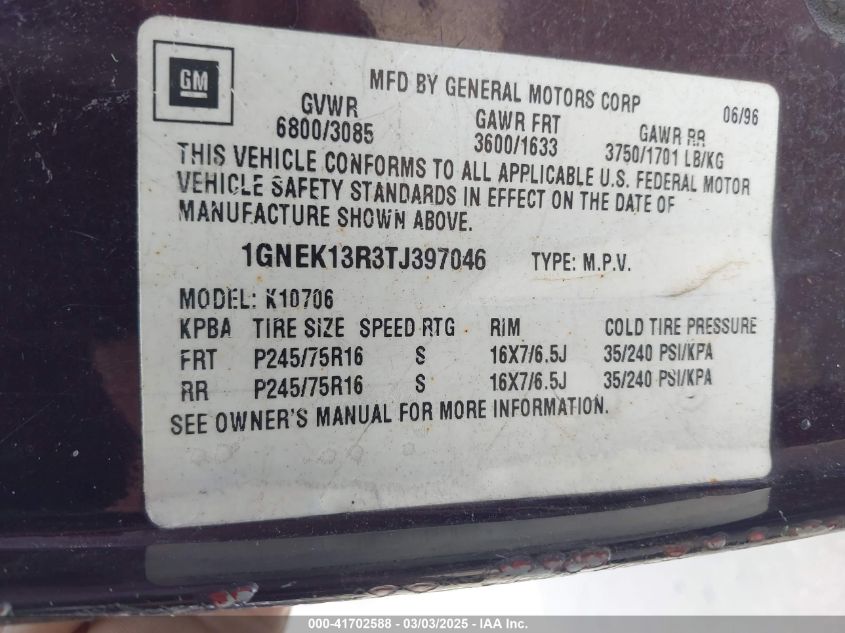 GM
MFD BY GENERAL MOTORS CORP 06/96
GVWR GAWR FRT GAWR RR
6800/3085 3600/1633 3750/1701 LB/KG
THIS VEHICLE CONFORMS TO ALL APPLICABLE U.S. FEDERAL MOTOR
VEHICLE SAFETY STANDARDS IN EFFECT ON THE DATE OF
MANUFACTURE SHOWN ABOVE.
1GNEK13R3TJ397046 TYPE: M.P.V.
MODEL: K10706
KPBA TIRE SIZE SPEED RTG RIM COLD TIRE PRESSURE
FRT P245/75R16 S 16X7/6.5J 35/240 PSI/KPA
RR P245/75R16 S 16X7/6.5J 35/240 PSI/KPA
SEE OWNER'S MANUAL FOR MORE INFORMATION.
000-41702588 - 03/03/2025 - IAA Inc.